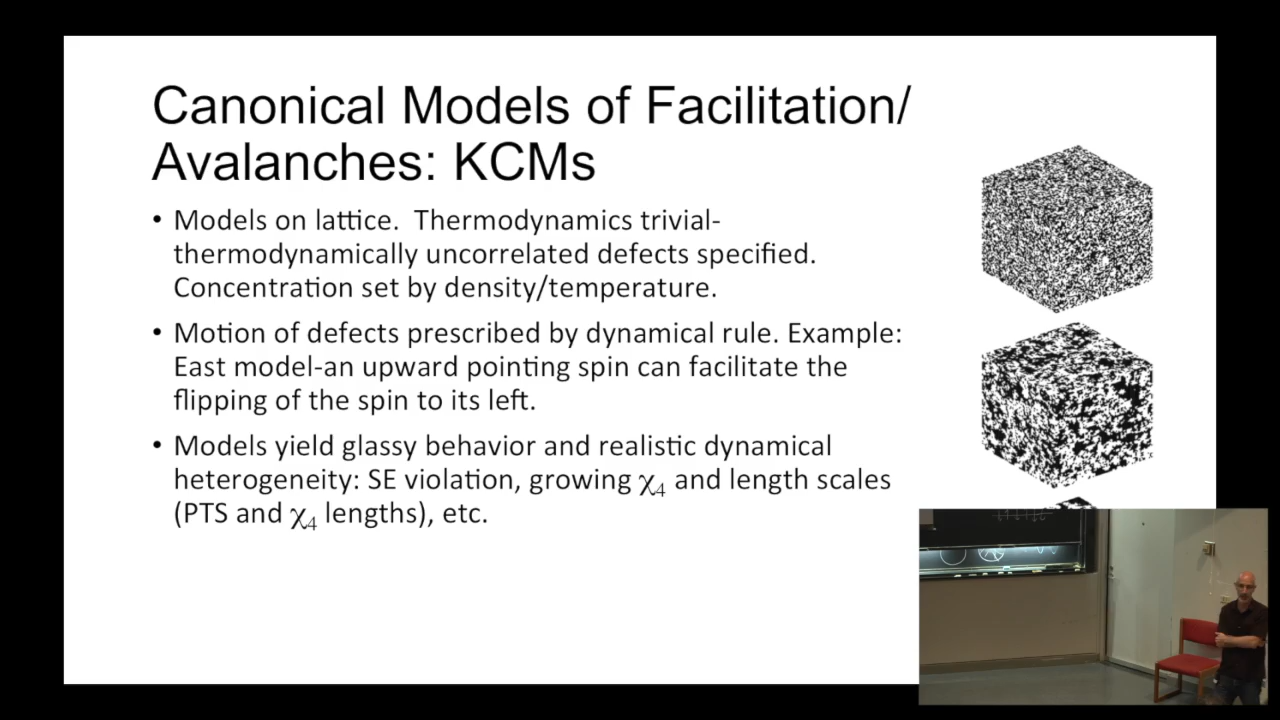 Canonical Models of Facilitation/
Avalanches: KCMs
• Models on lattice. Thermodynamics trivial-
thermodynamically uncorrelated defects specified.
Concentration set by density/temperature.
• Motion of defects prescribed by dynamical rule. Example:
East model-an upward pointing spin can facilitate the
flipping of the spin to its left.
• Models yield glassy behavior and realistic dynamical
heterogeneity: SE violation, growing χ₄ and length scales
(PTS and χ₄ lengths), etc.